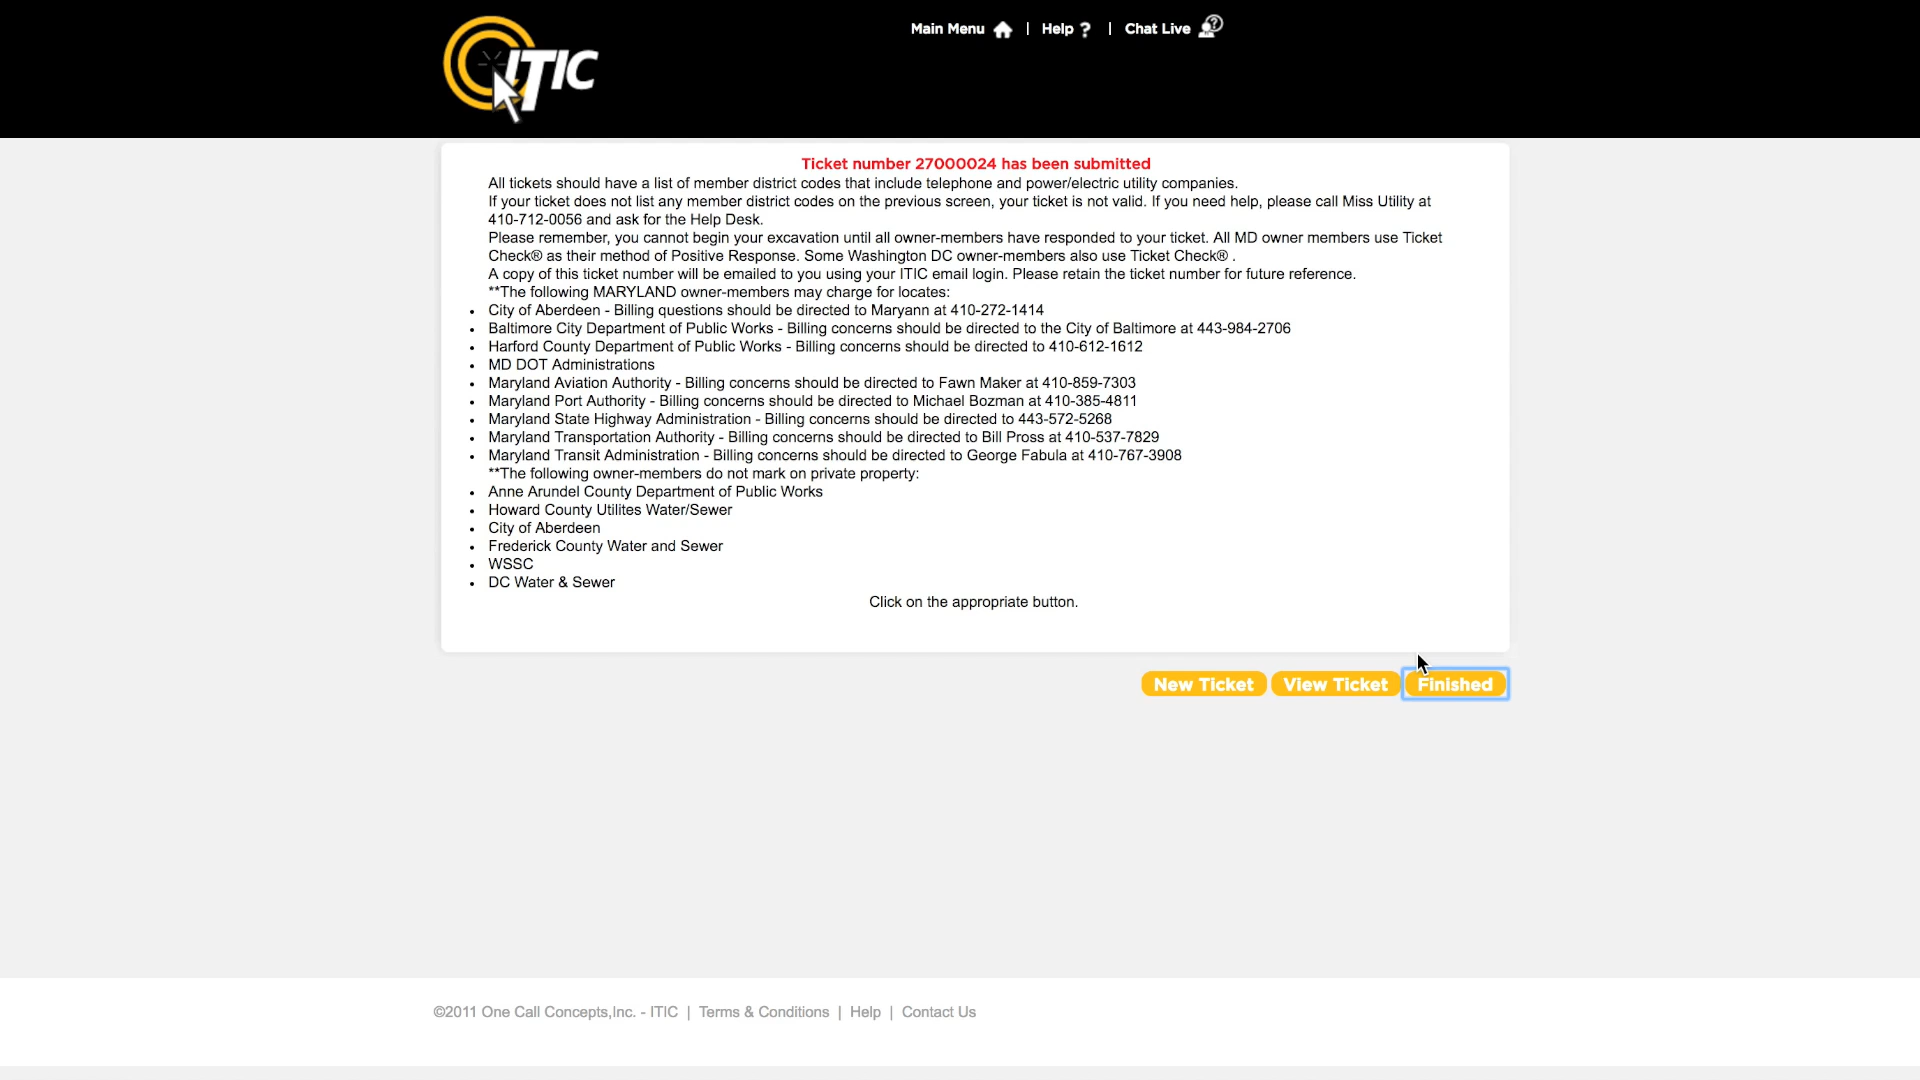 ITIC
Main Menu | Help ? | Chat Live
Ticket number 27000024 has been submitted
All tickets should have a list of member district codes that include telephone and power/electric utility companies.
If your ticket does not list any member district codes on the previous screen, your ticket is not valid. If you need help, please call Miss Utility at
410-712-0056 and ask for the Help Desk.
Please remember, you cannot begin your excavation until all owner-members have responded to your ticket. All MD owner members use Ticket
Check® as their method of Positive Response. Some Washington DC owner-members also use Ticket Check® .
A copy of this ticket number will be emailed to you using your ITIC email login. Please retain the ticket number for future reference.
**The following MARYLAND owner-members may charge for locates:
• City of Aberdeen - Billing questions should be directed to Maryann at 410-272-1414
• Baltimore City Department of Public Works - Billing concerns should be directed to the City of Baltimore at 443-984-2706
• Harford County Department of Public Works - Billing concerns should be directed to 410-612-1612
• MD DOT Administrations
• Maryland Aviation Authority - Billing concerns should be directed to Fawn Maker at 410-859-7303
• Maryland Port Authority - Billing concerns should be directed to Michael Bozman at 410-385-4811
• Maryland State Highway Administration - Billing concerns should be directed to 443-572-5268
• Maryland Transportation Authority - Billing concerns should be directed to Bill Pross at 410-537-7829
• Maryland Transit Administration - Billing concerns should be directed to George Fabula at 410-767-3908
**The following owner-members do not mark on private property:
• Anne Arundel County Department of Public Works
• Howard County Utilites Water/Sewer
• City of Aberdeen
• Frederick County Water and Sewer
• WSSC
• DC Water & Sewer
Click on the appropriate button.
New Ticket View Ticket Finished
©2011 One Call Concepts,Inc. - ITIC | Terms & Conditions | Help | Contact Us